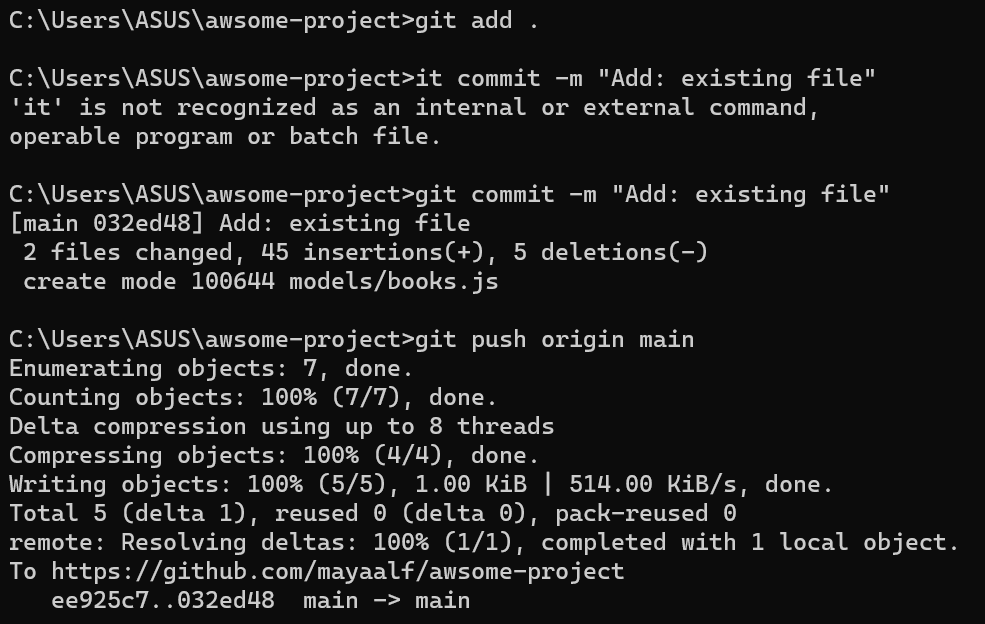 C:\Users\ASUS\awsome-project>git add .
C:\Users\ASUS\awsome-project>it commit -m "Add: existing file"
'it' is not recognized as an internal or external command,
operable program or batch file.
C:\Users\ASUS\awsome-project>git commit -m "Add: existing file"
[main 032ed48] Add: existing file
 2 files changed, 45 insertions(+), 5 deletions(-)
 create mode 100644 models/books.js
C:\Users\ASUS\awsome-project>git push origin main
Enumerating objects: 7, done.
Counting objects: 100% (7/7), done.
Delta compression using up to 8 threads
Compressing objects: 100% (4/4), done.
Writing objects: 100% (5/5), 1.00 KiB | 514.00 KiB/s, done.
Total 5 (delta 1), reused 0 (delta 0), pack-reused 0
remote: Resolving deltas: 100% (1/1), completed with 1 local object.
To https://github.com/mayaalf/awsome-project
   ee925c7..032ed48  main -> main